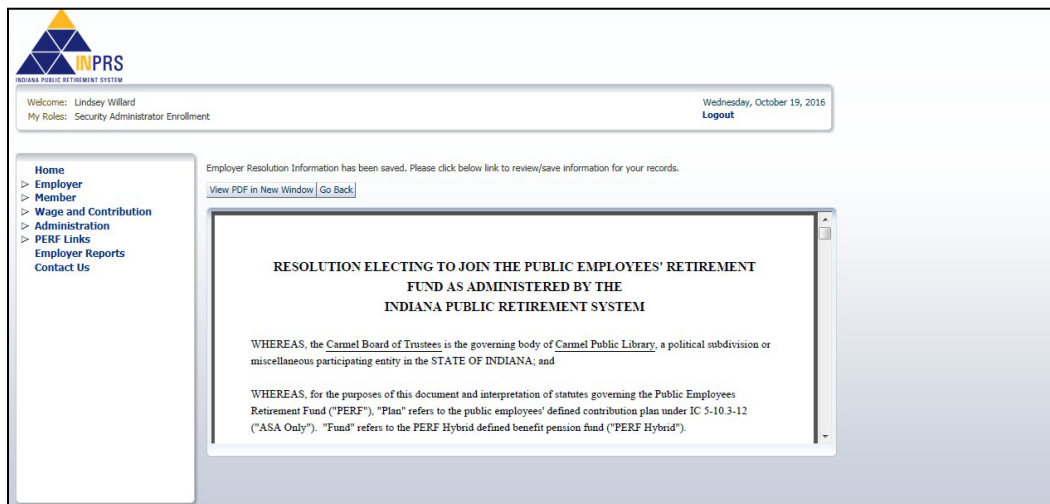 INPRS
INDIANA PUBLIC RETIREMENT SYSTEM
Welcome: Lindsey Willard
Wednesday, October 19, 2016
My Roles: Security Administrator Enrollment
Logout
Home
Employer
Member
Wage and Contribution
Administration
PERF Links
Employer Reports
Contact Us
Employer Resolution Information has been saved. Please click below link to review/save information for your records.
View PDF in New Window Go Back
RESOLUTION ELECTING TO JOIN THE PUBLIC EMPLOYEES' RETIREMENT
FUND AS ADMINISTERED BY THE
INDIANA PUBLIC RETIREMENT SYSTEM
WHEREAS, the Carmel Board of Trustees is the governing body of Carmel Public Library, a political subdivision or
miscellaneous participating entity in the STATE OF INDIANA; and
WHEREAS, for the purposes of this document and interpretation of statutes governing the Public Employees
Retirement Fund ("PERF"), "Plan" refers to the public employees' defined contribution plan under IC 5-10.3-12
("ASA Only"). "Fund" refers to the PERF Hybrid defined benefit pension fund ("PERF Hybrid").